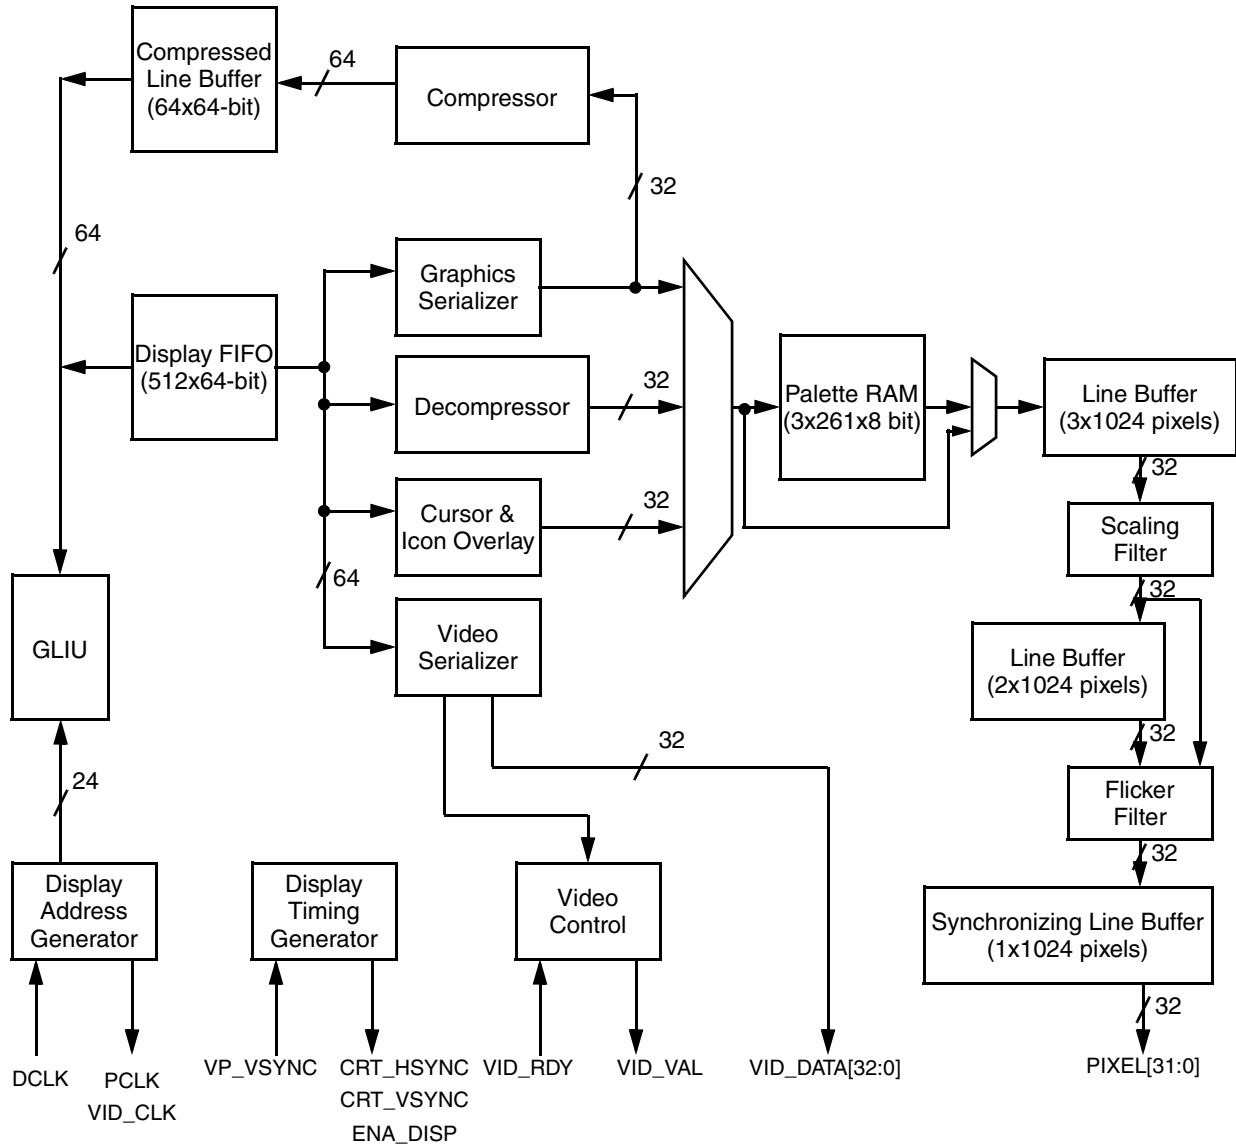 Compressed
Line Buffer
(64x64-bit)
64
Compressor
32
64
Graphics
Serializer
Display FIFO
(512x64-bit)
Decompressor
32
Palette RAM
(3x261x8 bit)
Line Buffer
(3x1024 pixels)
32
Cursor &
Icon Overlay
32
Scaling
Filter
32
64
GLIU
Video
Serializer
Line Buffer
(2x1024 pixels)
32
32
24
Flicker
Filter
32
Display
Address
Generator
Display
Timing
Generator
Video
Control
Synchronizing Line Buffer
(1x1024 pixels)
32
DCLK
PCLK
VID_CLK
VP_VSYNC
CRT_HSYNC
CRT_VSYNC
ENA_DISP
VID_RDY
VID_VAL
VID_DATA[32:0]
PIXEL[31:0]